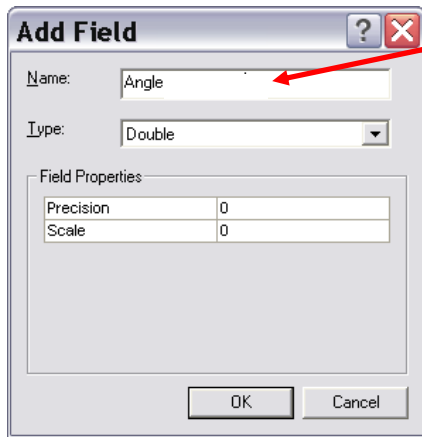 Add Field
Name: Angle
Type: Double
Field Properties
Precision 0
Scale 0
OK Cancel